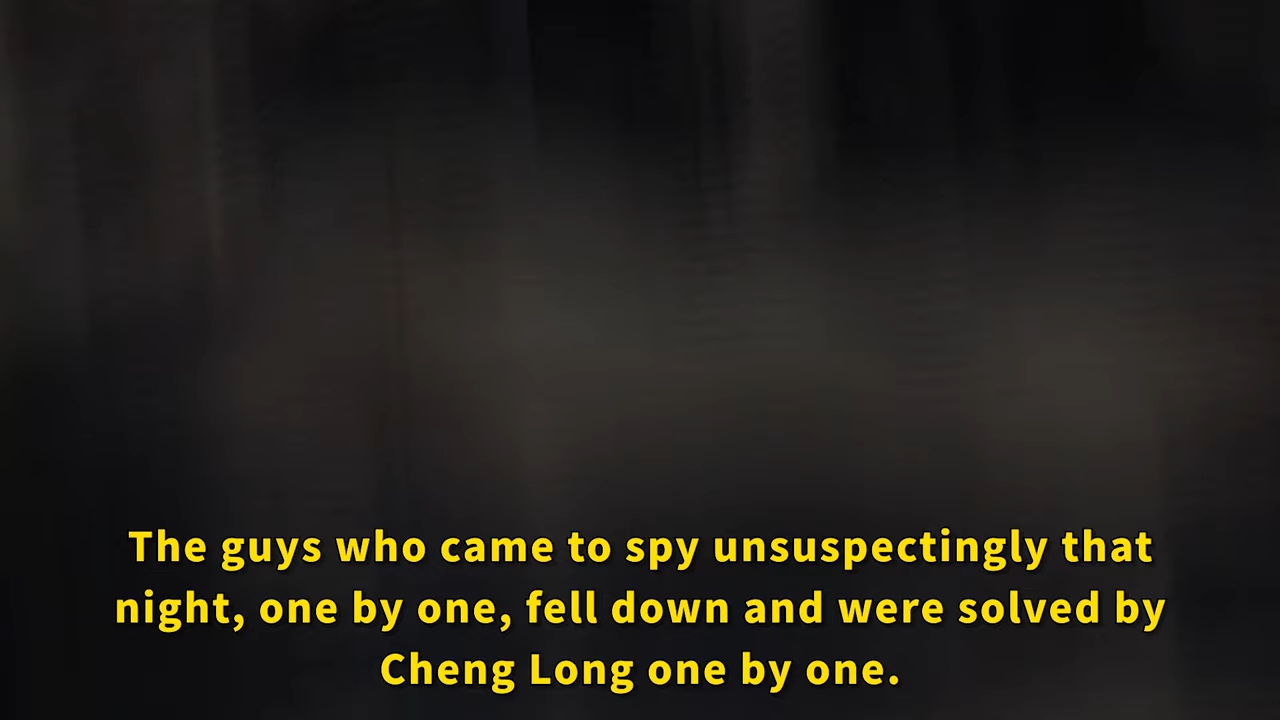 The guys who came to spy unsuspectingly that
night, one by one, fell down and were solved by
Cheng Long one by one.